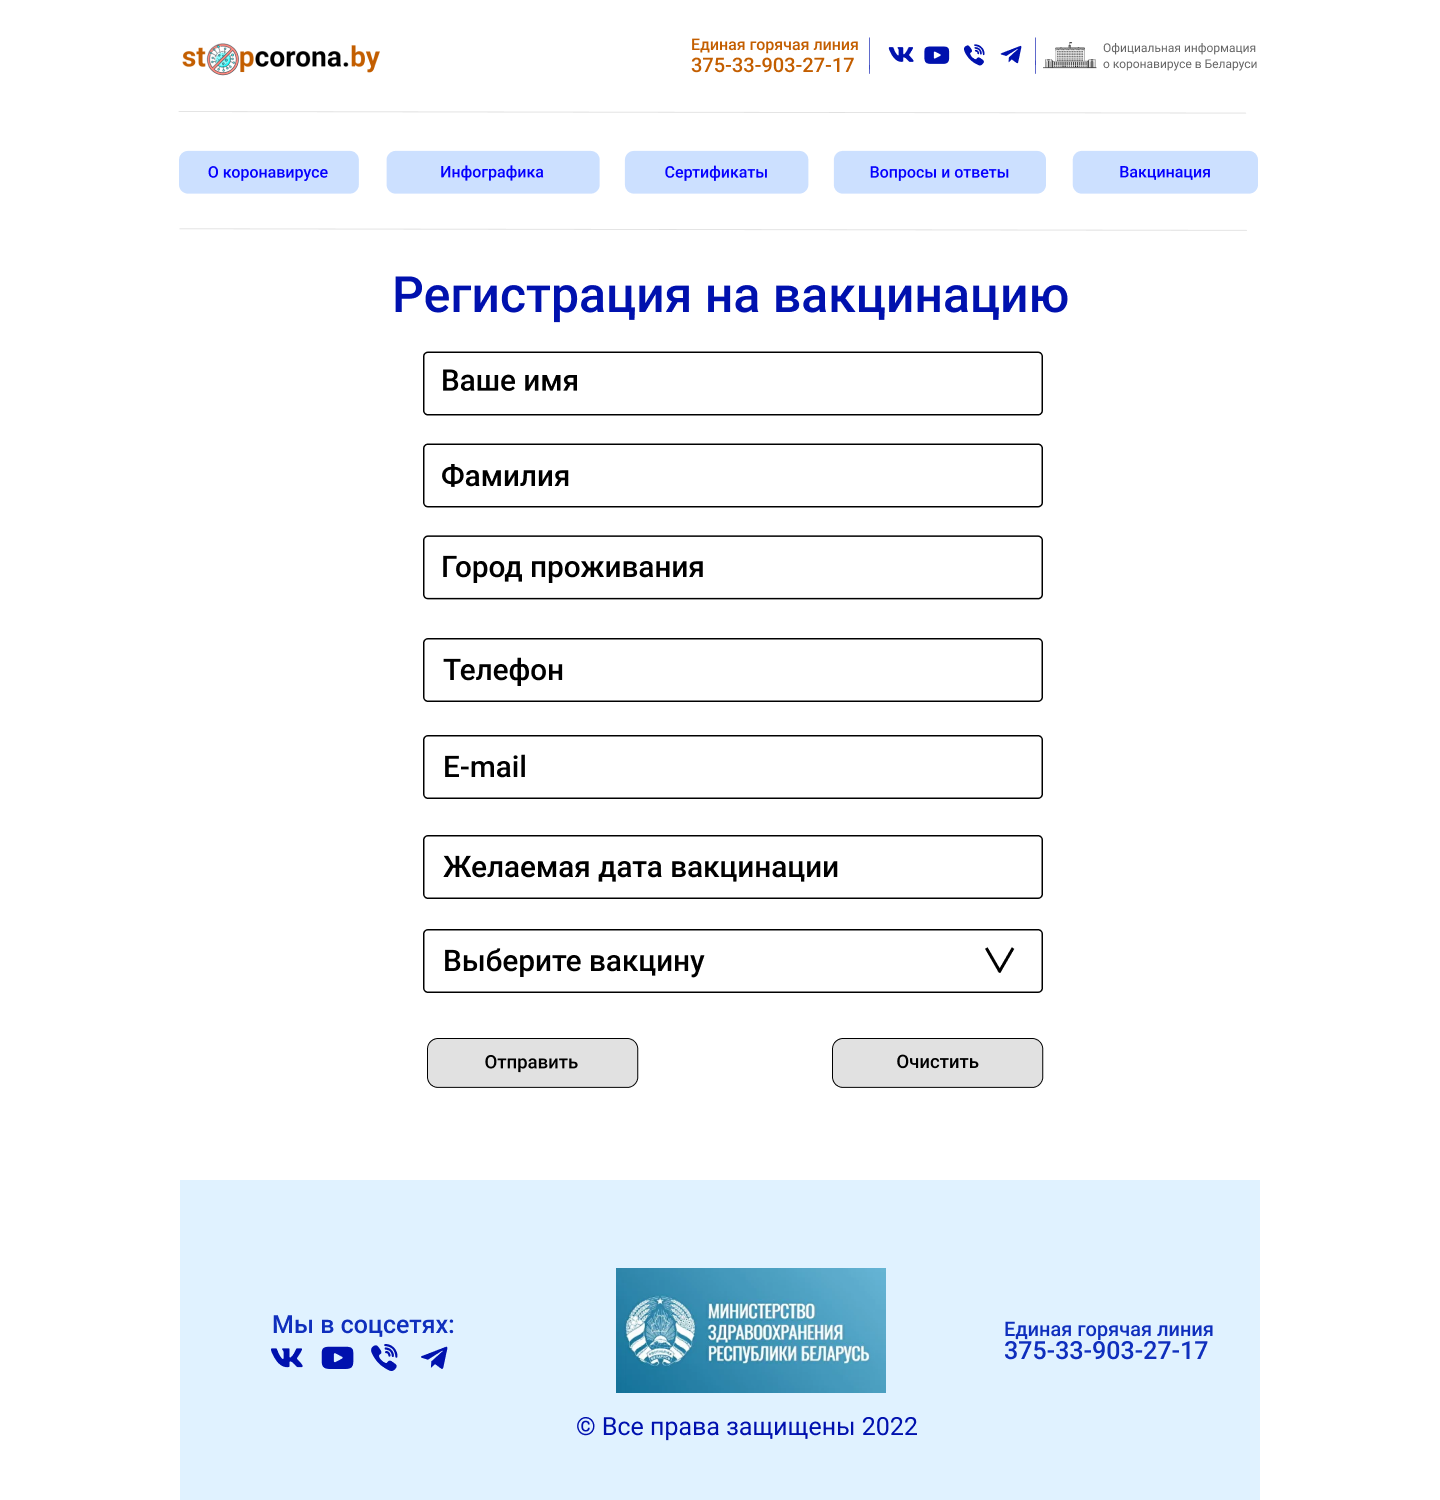 stopcorona.by
Единая горячая линия
375-33-903-27-17
Официальная информация
о коронавирусе в Беларуси
О коронавирусе
Инфографика
Сертификаты
Вопросы и ответы
Вакцинация
Регистрация на вакцинацию
Ваше имя
Фамилия
Город проживания
Телефон
E-mail
Желаемая дата вакцинации
Выберите вакцину
Отправить
Очистить
Мы в соцсетях:
МИНИСТЕРСТВО
ЗДРАВООХРАНЕНИЯ
РЕСПУБЛИКИ БЕЛАРУСЬ
Единая горячая линия
375-33-903-27-17
© Все права защищены 2022